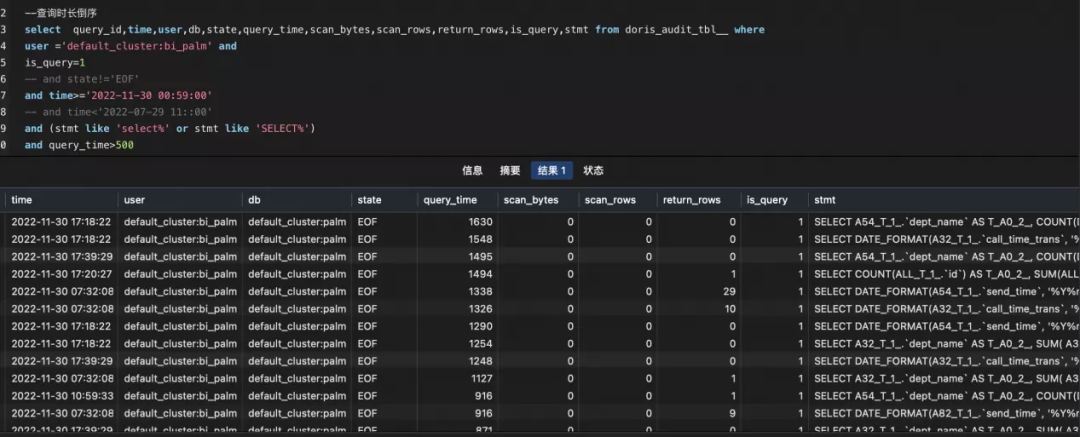 2 --查询时长倒序
3 select query_id,time,user,db,state,query_time,scan_bytes,scan_rows,return_rows,is_query,stmt from doris_audit_tbl__ where
4 user ='default_cluster:bi_palm' and
5 is_query=1
6 -- and state!='EOF'
7 and time>='2022-11-30 00:59:00'
8 -- and time<'2022-07-29 11::00'
9 and (stmt like 'select%' or stmt like 'SELECT%')
0 and query_time>500
信息 摘要 结果 1 状态
time user db state query_time scan_bytes scan_rows return_rows is_query stmt
2022-11-30 17:18:22 default_cluster:bi_palm default_cluster:palm EOF 1630 0 0 0 1 SELECT A54_T_1_.`dept_name` AS T_A0_2_, COUNT(
2022-11-30 17:18:22 default_cluster:bi_palm default_cluster:palm EOF 1548 0 0 0 1 SELECT DATE_FORMAT(A32_T_1_.`call_time_trans`, '%
2022-11-30 17:39:29 default_cluster:bi_palm default_cluster:palm EOF 1495 0 0 0 1 SELECT A54_T_1_.`dept_name` AS T_A0_2_, COUNT(
2022-11-30 17:20:27 default_cluster:bi_palm default_cluster:palm EOF 1494 0 0 1 1 SELECT COUNT(ALL_T_1_.`id`) AS T_A0_2_, SUM(ALL
2022-11-30 07:32:08 default_cluster:bi_palm default_cluster:palm EOF 1338 0 0 29 1 SELECT DATE_FORMAT(A54_T_1_.`send_time`, '%Y%
2022-11-30 07:32:08 default_cluster:bi_palm default_cluster:palm EOF 1326 0 0 10 1 SELECT DATE_FORMAT(A32_T_1_.`call_time_trans`, '%
2022-11-30 17:18:22 default_cluster:bi_palm default_cluster:palm EOF 1290 0 0 0 1 SELECT DATE_FORMAT(A54_T_1_.`send_time`, '%Y%
2022-11-30 17:18:22 default_cluster:bi_palm default_cluster:palm EOF 1254 0 0 0 1 SELECT A32_T_1_.`dept_name` AS T_A0_2_, SUM( A3
2022-11-30 17:39:29 default_cluster:bi_palm default_cluster:palm EOF 1248 0 0 0 1 SELECT DATE_FORMAT(A32_T_1_.`call_time_trans`, '%
2022-11-30 07:32:08 default_cluster:bi_palm default_cluster:palm EOF 1127 0 0 1 1 SELECT A32_T_1_.`dept_name` AS T_A0_2_, SUM( A3
2022-11-30 10:59:33 default_cluster:bi_palm default_cluster:palm EOF 916 0 0 1 1 SELECT A54_T_1_.`dept_name` AS T_A0_2_, COUNT(
2022-11-30 07:32:08 default_cluster:bi_palm default_cluster:palm EOF 916 0 0 9 1 SELECT DATE_FORMAT(A82_T_1_.`send_time`, '%Y%
2022-11-30 17:39:29 default_cluster:bi_palm default_cluster:palm EOF 871 0 0 0 1 SELECT A32_T_1_.`dept_name` AS T_A0_2_, SUM( A3